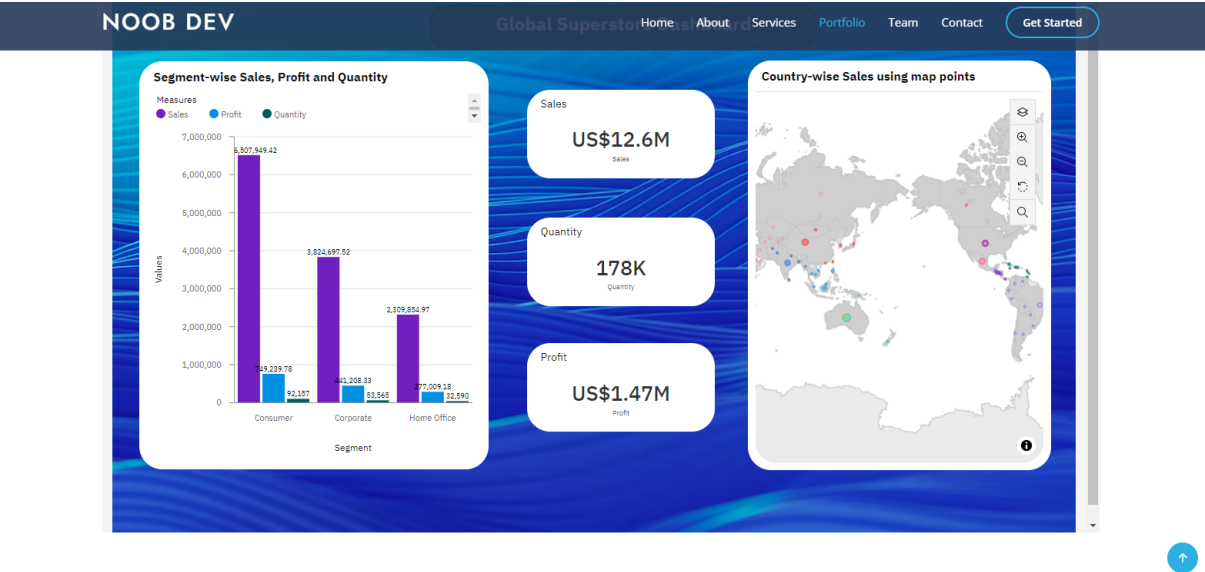 NOOB DEV
Home About Services Portfolio Team Contact Get Started
Global Superstore Dashboard
Segment-wise Sales, Profit and Quantity
Measures
Sales Profit Quantity
7,000,000
6,000,000
5,000,000
4,000,000
3,000,000
2,000,000
1,000,000
0
Values
6,507,949.42
749,239.78
92,157
3,824,697.52
441,208.33
53,565
2,309,854.97
277,009.18
32,590
Consumer Corporate Home Office
Segment
Sales
US$12.6M
Sales
Quantity
178K
Quantity
Profit
US$1.47M
Profit
Country-wise Sales using map points